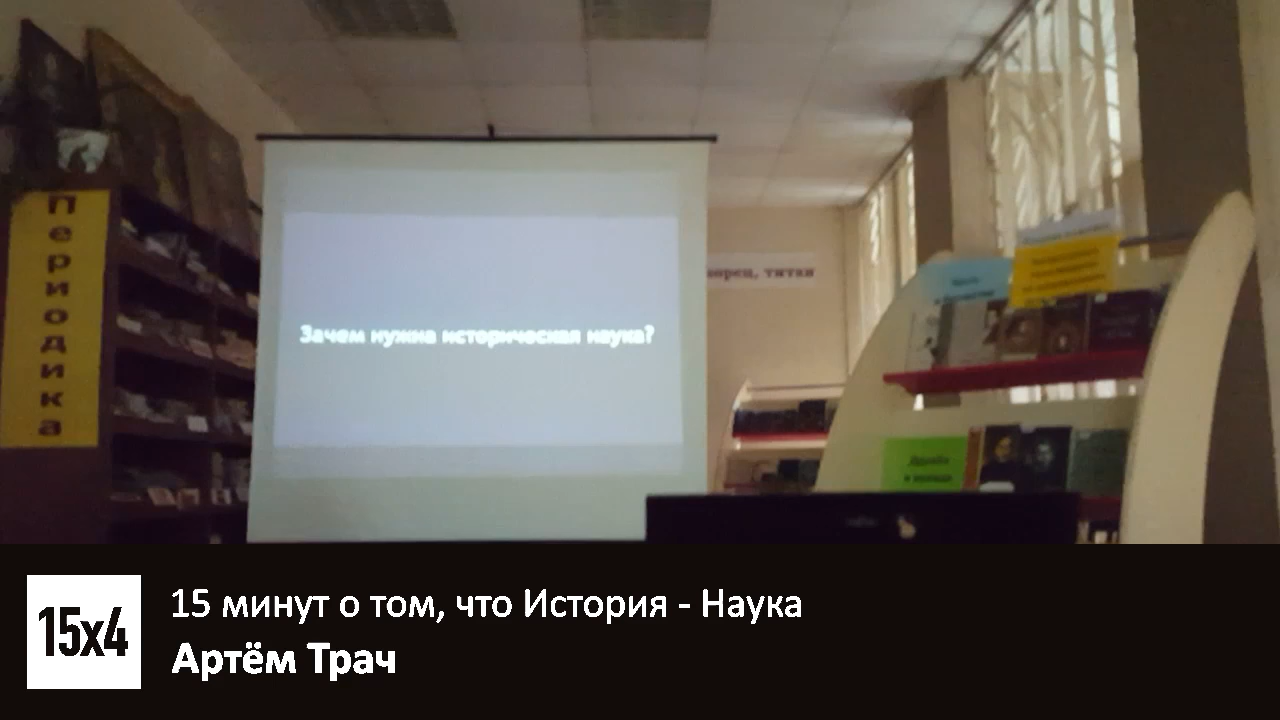 Периодика
Зачем нужна историческая наука?
15x4
15 минут о том, что История - Наука
Артём Трач